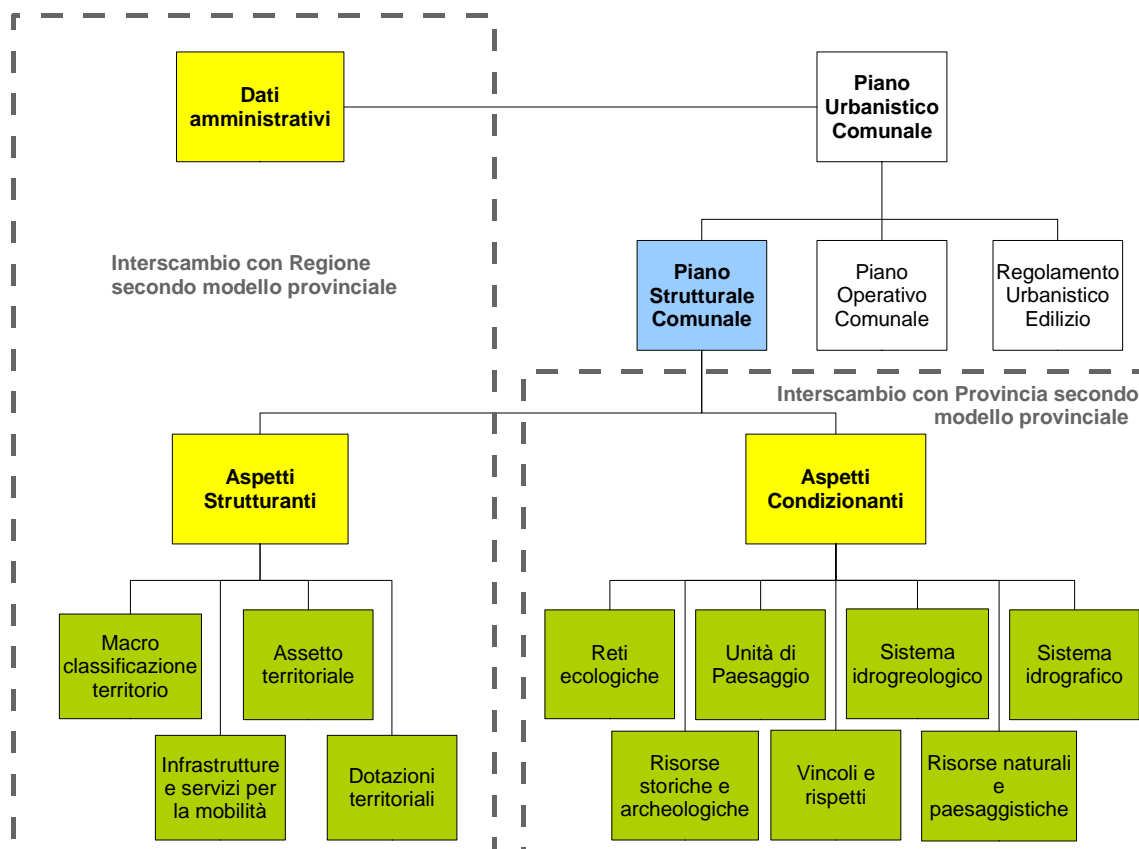 Dati
amministrativi
Piano
Urbanistico
Comunale
Interscambio con Regione
secondo modello provinciale
Piano
Strutturale
Comunale
Piano
Operativo
Comunale
Regolamento
Urbanistico
Edilizio
Interscambio con Provincia secondo
modello provinciale
Aspetti
Strutturanti
Aspetti
Condizionanti
Macro
classificazione
territorio
Assetto
territoriale
Reti
ecologiche
Unità di
Paesaggio
Sistema
idrogreologico
Sistema
idrografico
Infrastrutture
e servizi per
la mobilità
Dotazioni
territoriali
Risorse
storiche e
archeologiche
Vincoli e
rispetti
Risorse naturali
e
paesaggistiche